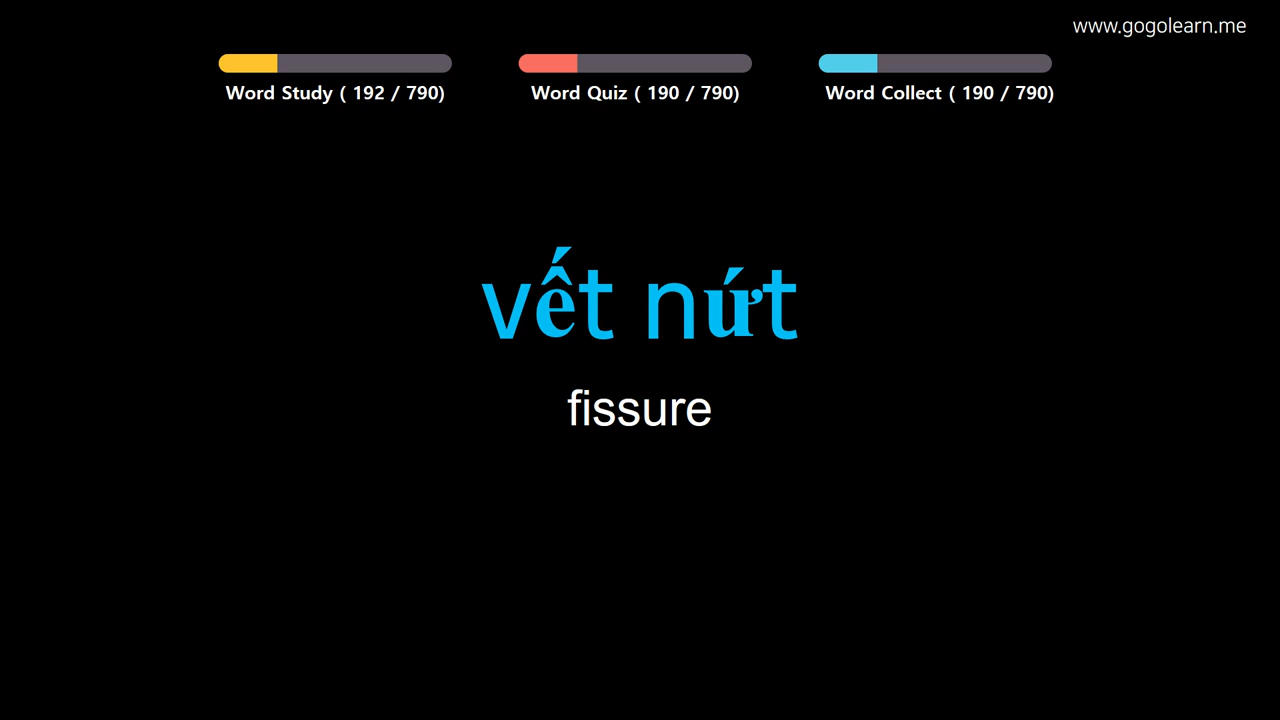 www.gogolearn.me
Word Study ( 192 / 790)
Word Quiz ( 190 / 790)
Word Collect ( 190 / 790)
vết nứt
fissure